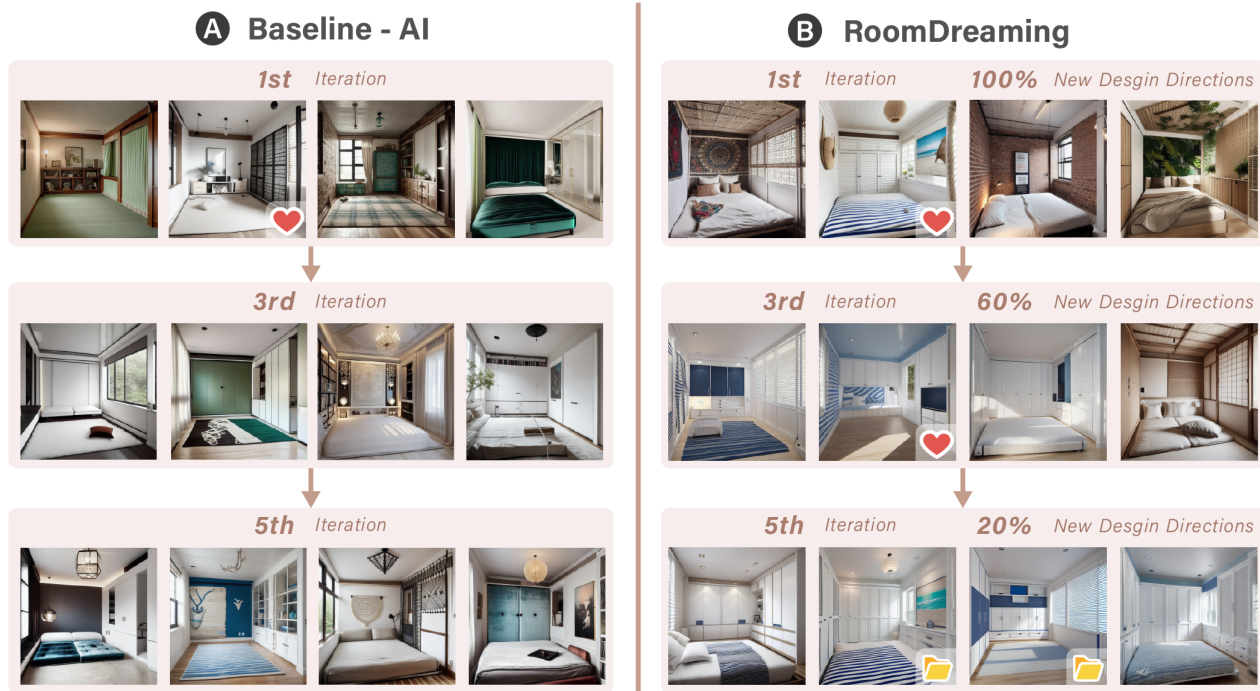 A Baseline - AI
1st Iteration
3rd Iteration
5th Iteration
B RoomDreaming
1st Iteration 100% New Desgin Directions
3rd Iteration 60% New Desgin Directions
5th Iteration 20% New Desgin Directions